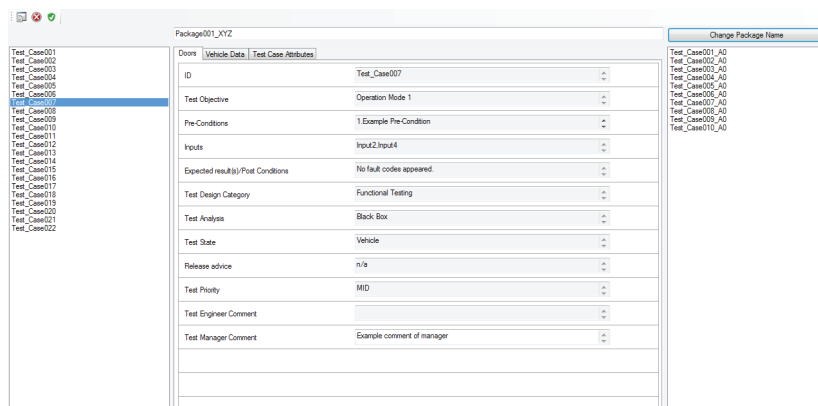 Package001_XYZ
Change Package Name
Test_Case001
Test_Case002
Test_Case003
Test_Case004
Test_Case005
Test_Case006
Test_Case007
Test_Case008
Test_Case009
Test_Case010
Test_Case011
Test_Case012
Test_Case013
Test_Case014
Test_Case015
Test_Case016
Test_Case017
Test_Case018
Test_Case019
Test_Case020
Test_Case021
Test_Case022
Doors Vehicle Data Test Case Attributes
ID Test_Case007
Test Objective Operation Mode 1
Pre-Conditions 1.Example Pre-Condition
Inputs Input2,Input4
Expected result(s)/Post Conditions No fault codes appeared.
Test Design Category Functional Testing
Test Analysis Black Box
Test State Vehicle
Release advice n/a
Test Priority MID
Test Engineer Comment
Test Manager Comment Example comment of manager
Test_Case001_A0
Test_Case002_A0
Test_Case003_A0
Test_Case004_A0
Test_Case005_A0
Test_Case006_A0
Test_Case007_A0
Test_Case008_A0
Test_Case009_A0
Test_Case010_A0